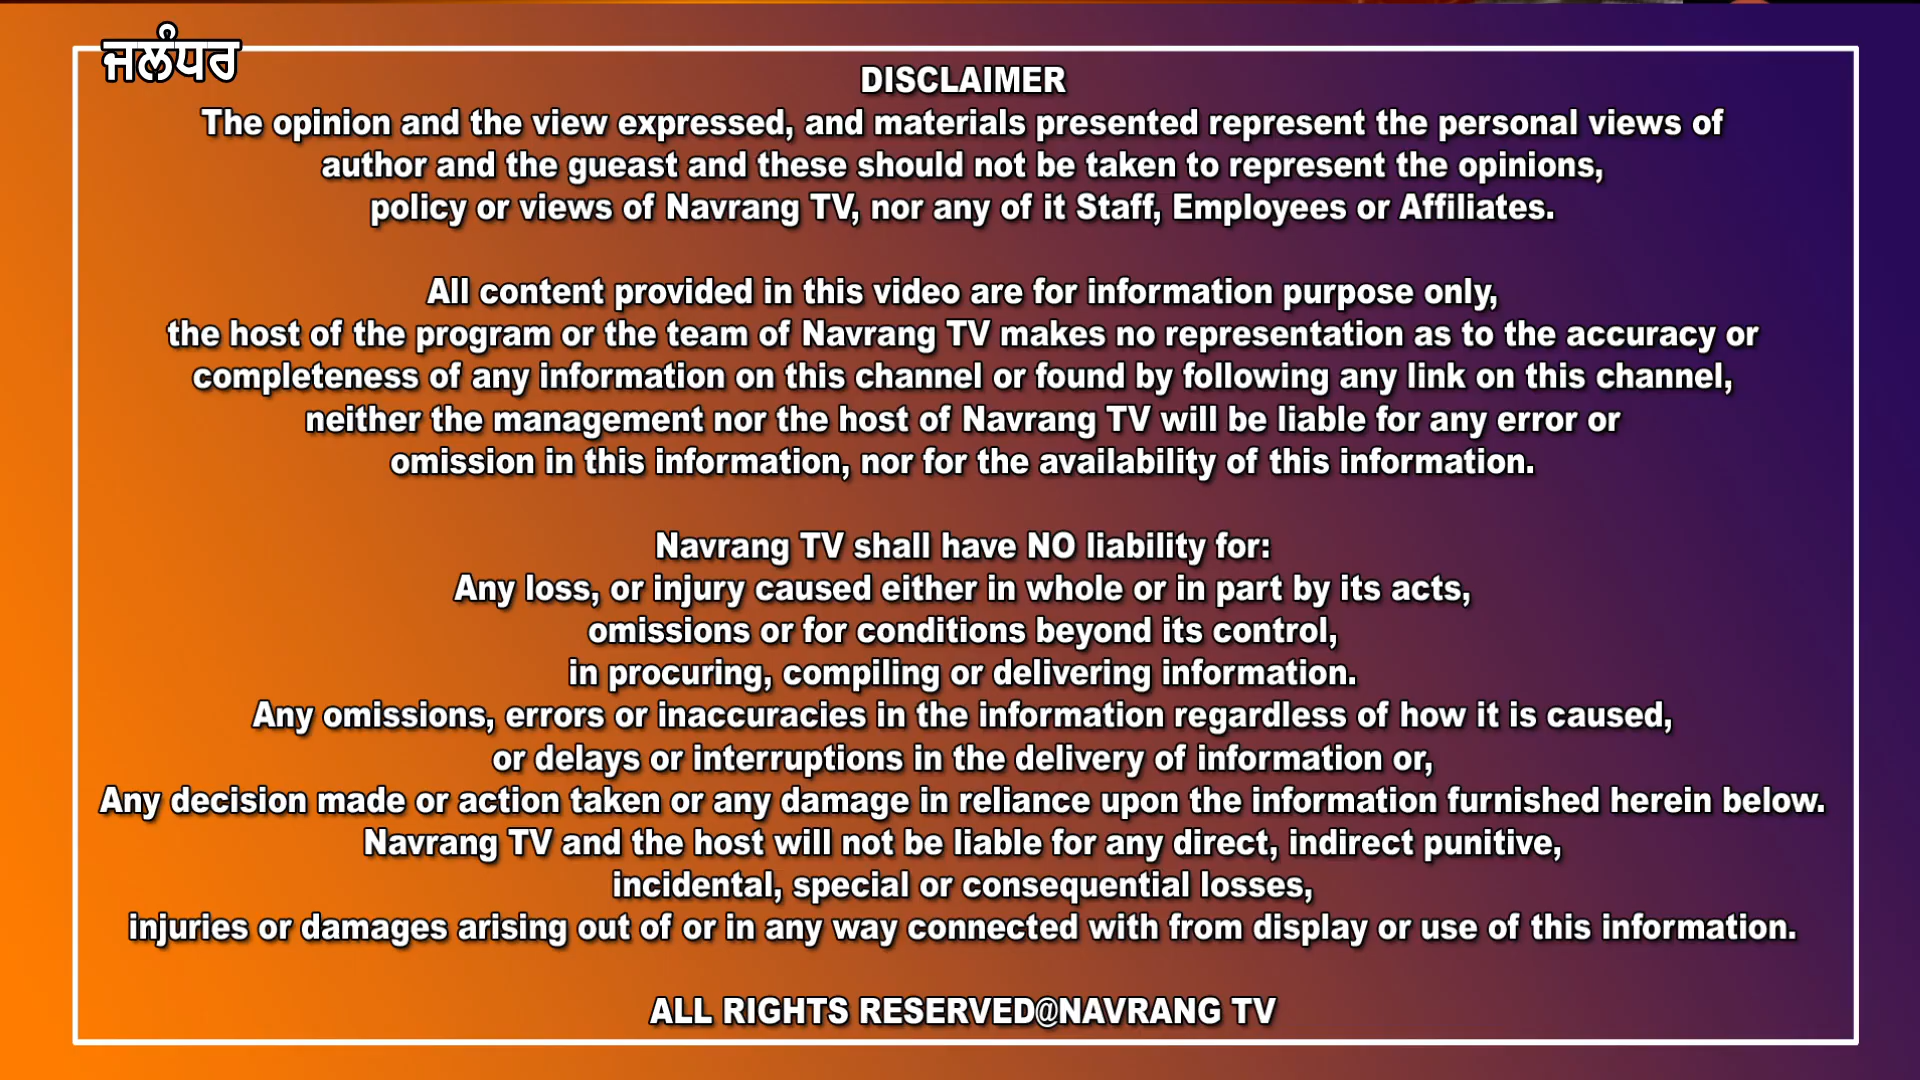 ਜਲੰਧਰ
DISCLAIMER
The opinion and the view expressed, and materials presented represent the personal views of
author and the gueast and these should not be taken to represent the opinions,
policy or views of Navrang TV, nor any of it Staff, Employees or Affiliates.
All content provided in this video are for information purpose only,
the host of the program or the team of Navrang TV makes no representation as to the accuracy or
completeness of any information on this channel or found by following any link on this channel,
neither the management nor the host of Navrang TV will be liable for any error or
omission in this information, nor for the availability of this information.
Navrang TV shall have NO liability for:
Any loss, or injury caused either in whole or in part by its acts,
omissions or for conditions beyond its control,
in procuring, compiling or delivering information.
Any omissions, errors or inaccuracies in the information regardless of how it is caused,
or delays or interruptions in the delivery of information or,
Any decision made or action taken or any damage in reliance upon the information furnished herein below.
Navrang TV and the host will not be liable for any direct, indirect punitive,
incidental, special or consequential losses,
injuries or damages arising out of or in any way connected with from display or use of this information.
ALL RIGHTS RESERVED@NAVRANG TV